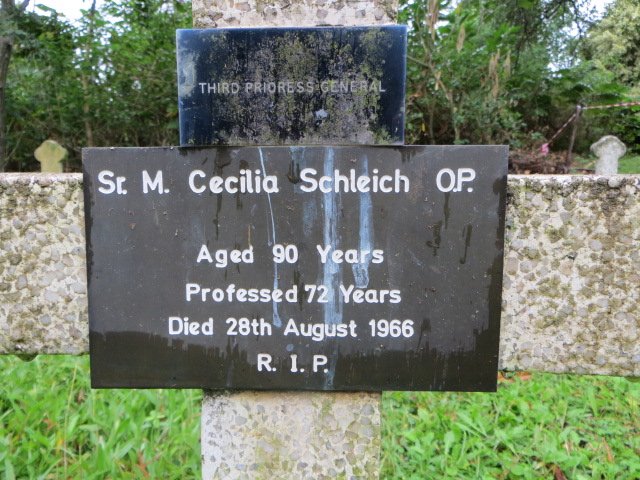 THIRD PRIORESS GENERAL
Sr. M. Cecilia Schleich O.P.
Aged 90 Years
Professed 72 Years
Died 28th August 1966
R. I. P.